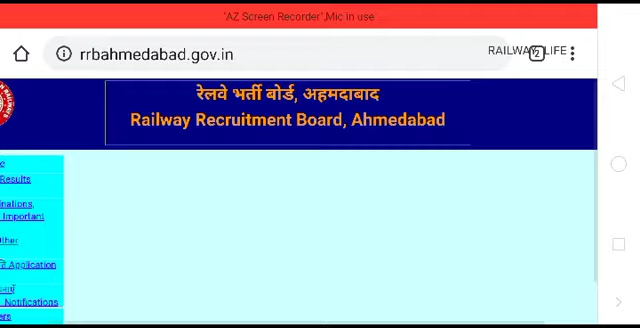 "AZ Screen Recorder",Mic in use
rrbahmedabad.gov.in
RAILWAY LIFE
2
रेलवे भर्ती बोर्ड, अहमदाबाद
Railway Recruitment Board, Ahmedabad
Results
Important
Application
Notifications